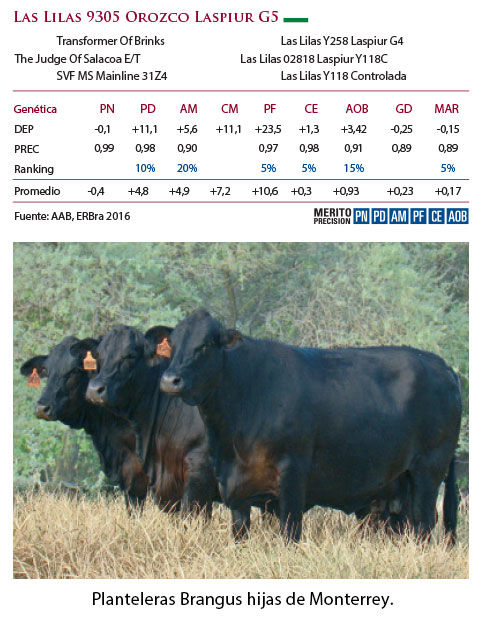 Las Lilas 9305 Orozco Laspiur G5
Transformer Of Brinks Las Lilas Y258 Laspiur G4
The Judge Of Salacoa E/T Las Lilas 02818 Laspiur Y118C
SVF MS Mainline 31Z4 Las Lilas Y118 Controlada
Genética PN PD AM CM PF CE AOB GD MAR
DEP -0,1 +11,1 +5,6 +11,1 +23,5 +1,3 +3,42 -0,25 -0,15
PREC 0,99 0,98 0,90 0,97 0,98 0,91 0,89 0,89
Ranking 10% 20% 5% 5% 15% 5%
Promedio -0,4 +4,8 +4,9 +7,2 +10,6 +0,3 +0,93 +0,23 +0,17
Fuente: AAB, ERBra 2016 MERITO PN PD AM PF CE AOB
PRECISION
Planteleras Brangus hijas de Monterrey.